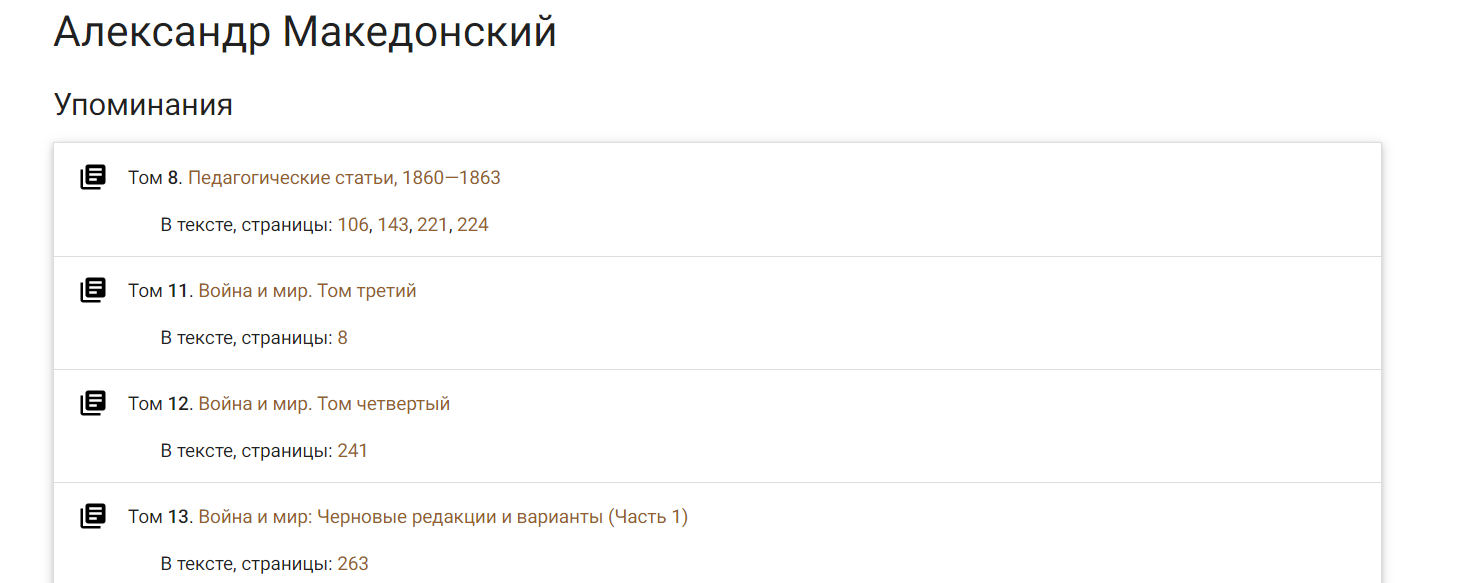 Александр Македонский
Упоминания
Том 8. Педагогические статьи, 1860—1863
В тексте, страницы: 106, 143, 221, 224
Том 11. Война и мир. Том третий
В тексте, страницы: 8
Том 12. Война и мир. Том четвертый
В тексте, страницы: 241
Том 13. Война и мир: Черновые редакции и варианты (Часть 1)
В тексте, страницы: 263